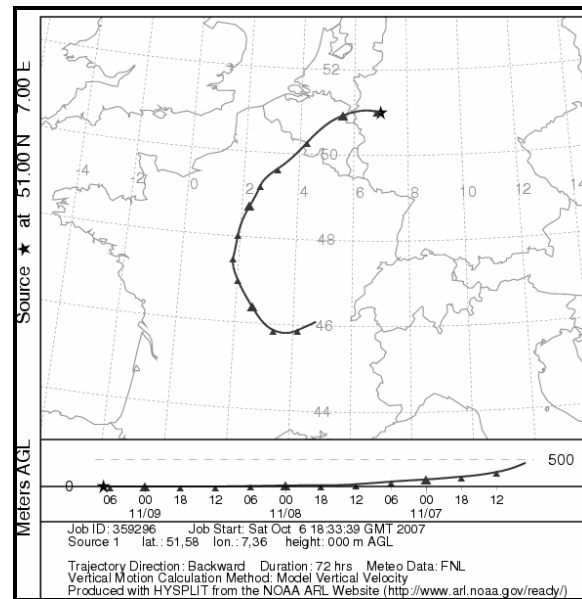 Source ★ at 51.00 N 7.00 E
52
50
-4 -2 0 2 4 6 8 10 12 14
48
46
44
Meters AGL
500
0
06 00 18 12 06 00 18 12 06 00 18 12
11/09 11/08 11/07
Job ID: 359296 Job Start: Sat Oct 6 18:33:39 GMT 2007
Source 1 lat.: 51,58 lon.: 7,36 height: 000 m AGL
Trajectory Direction: Backward Duration: 72 hrs Meteo Data: FNL
Vertical Motion Calculation Method: Model Vertical Velocity
Produced with HYSPLIT from the NOAA ARL Website (http://www.arl.noaa.gov/ready/)